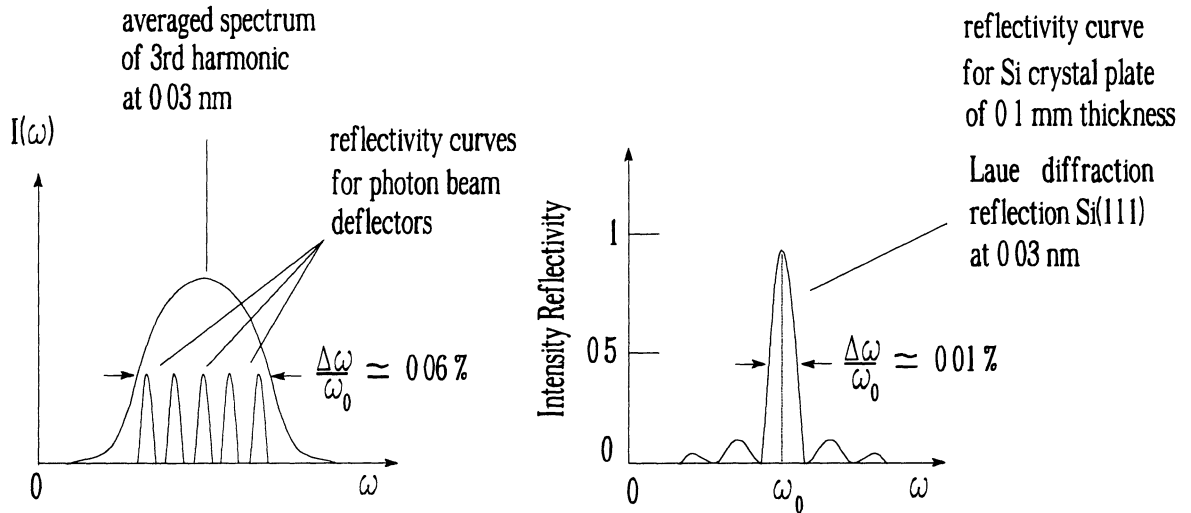 averaged spectrum
of 3rd harmonic
at 0 03 nm
I(ω)
reflectivity curves
for photon beam
deflectors
Δω/ω₀ ≃ 0 06 %
0
ω
reflectivity curve
for Si crystal plate
of 0 1 mm thickness
Laue diffraction
reflection Si(111)
at 0 03 nm
Intensity Reflectivity
1
0 5
0
Δω/ω₀ ≃ 0 01 %
0
ω₀
ω